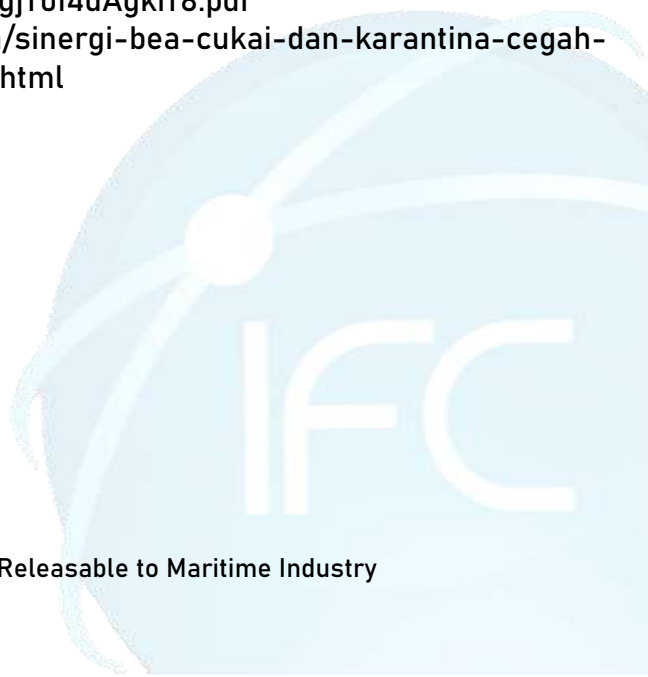 /sinergi-bea-cukai-dan-karantina-cegah-
html
IFC
Releasable to Maritime Industry